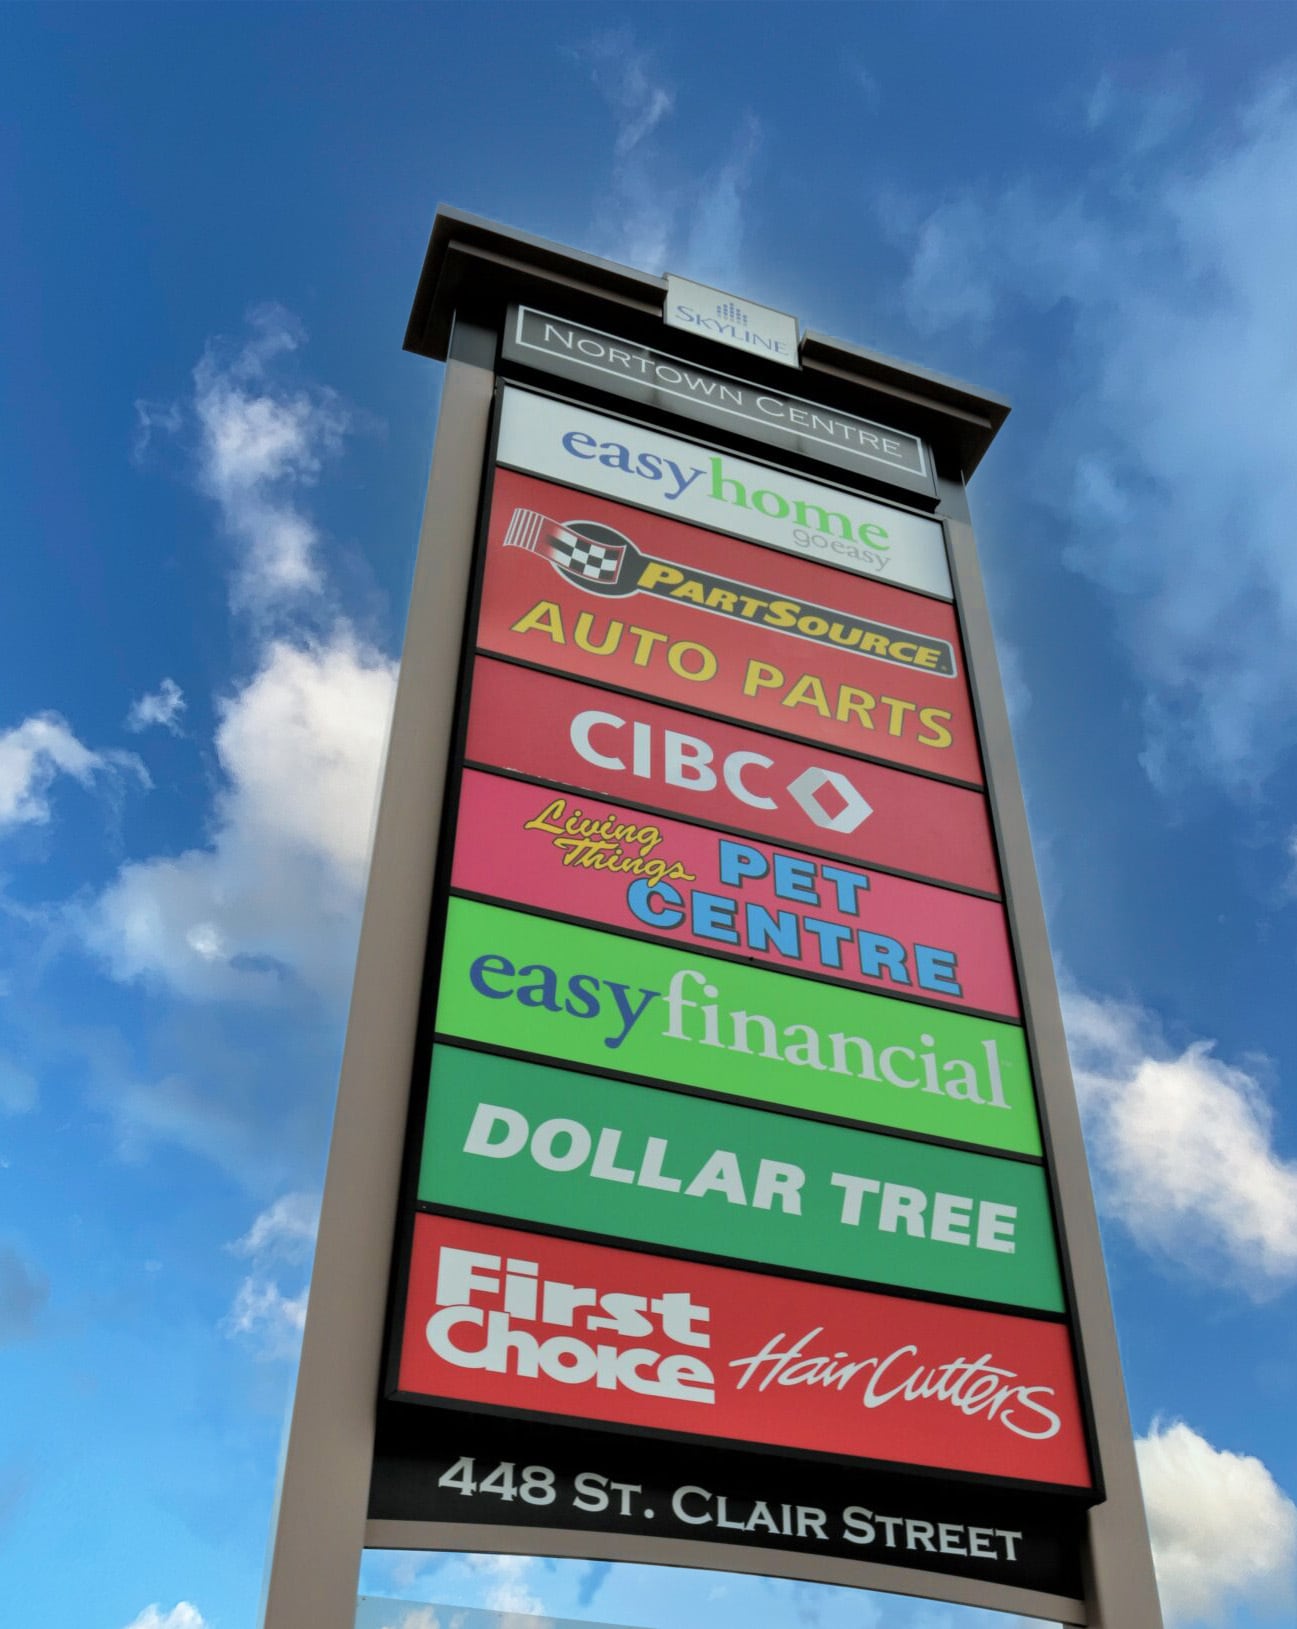 SKYLINE
NORTOWN CENTRE
easyhome
goeasy
PARTSOURCE.
AUTO PARTS
CIBC
Living
Things
PET
CENTRE
easyfinancial
DOLLAR TREE
First
Choice
HairCutters
448 ST. CLAIR STREET